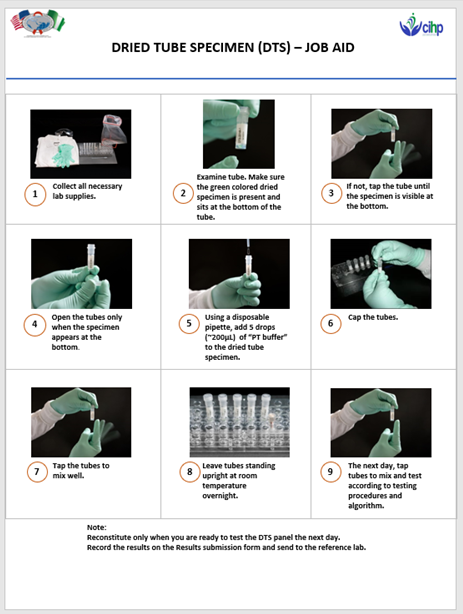 cihp
DRIED TUBE SPECIMEN (DTS) – JOB AID
1
Collect all necessary
lab supplies.
2
Examine tube. Make sure
the green colored dried
specimen is present and
sits at the bottom of the
tube.
3
If not, tap the tube until
the specimen is visible at
the bottom.
4
Open the tubes only
when the specimen
appears at the
bottom.
5
Using a disposable
pipette, add 5 drops
(~200µL) of "PT buffer"
to the dried tube
specimen.
6
Cap the tubes.
7
Tap the tubes to
mix well.
8
Leave tubes standing
upright at room
temperature
overnight.
9
The next day, tap
tubes to mix and test
according to testing
procedures and
algorithm.
Note:
Reconstitute only when you are ready to test the DTS panel the next day.
Record the results on the Results submission form and send to the reference lab.